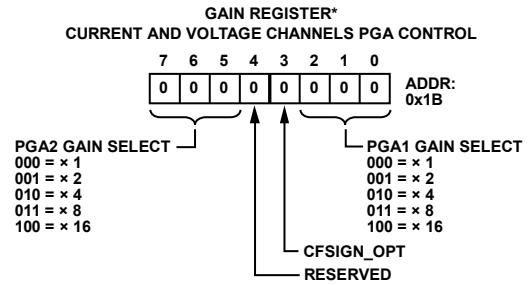 GAIN REGISTER*
CURRENT AND VOLTAGE CHANNELS PGA CONTROL
7 6 5 4 3 2 1 0
0 0 0 0 0 0 0 0
ADDR:
0x1B
PGA2 GAIN SELECT
000 = × 1
001 = × 2
010 = × 4
011 = × 8
100 = × 16
PGA1 GAIN SELECT
000 = × 1
001 = × 2
010 = × 4
011 = × 8
100 = × 16
CFSIGN_OPT
RESERVED